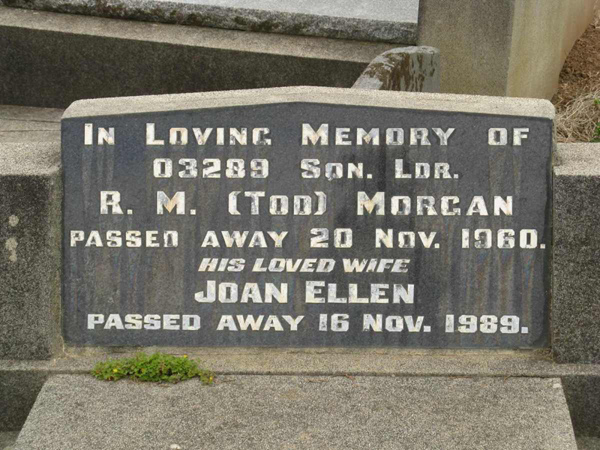 IN LOVING MEMORY OF
03289 SQN. LDR.
R. M. (TOD) MORGAN
PASSED AWAY 20 NOV. 1960.
HIS LOVED WIFE
JOAN ELLEN
PASSED AWAY 16 NOV. 1989.